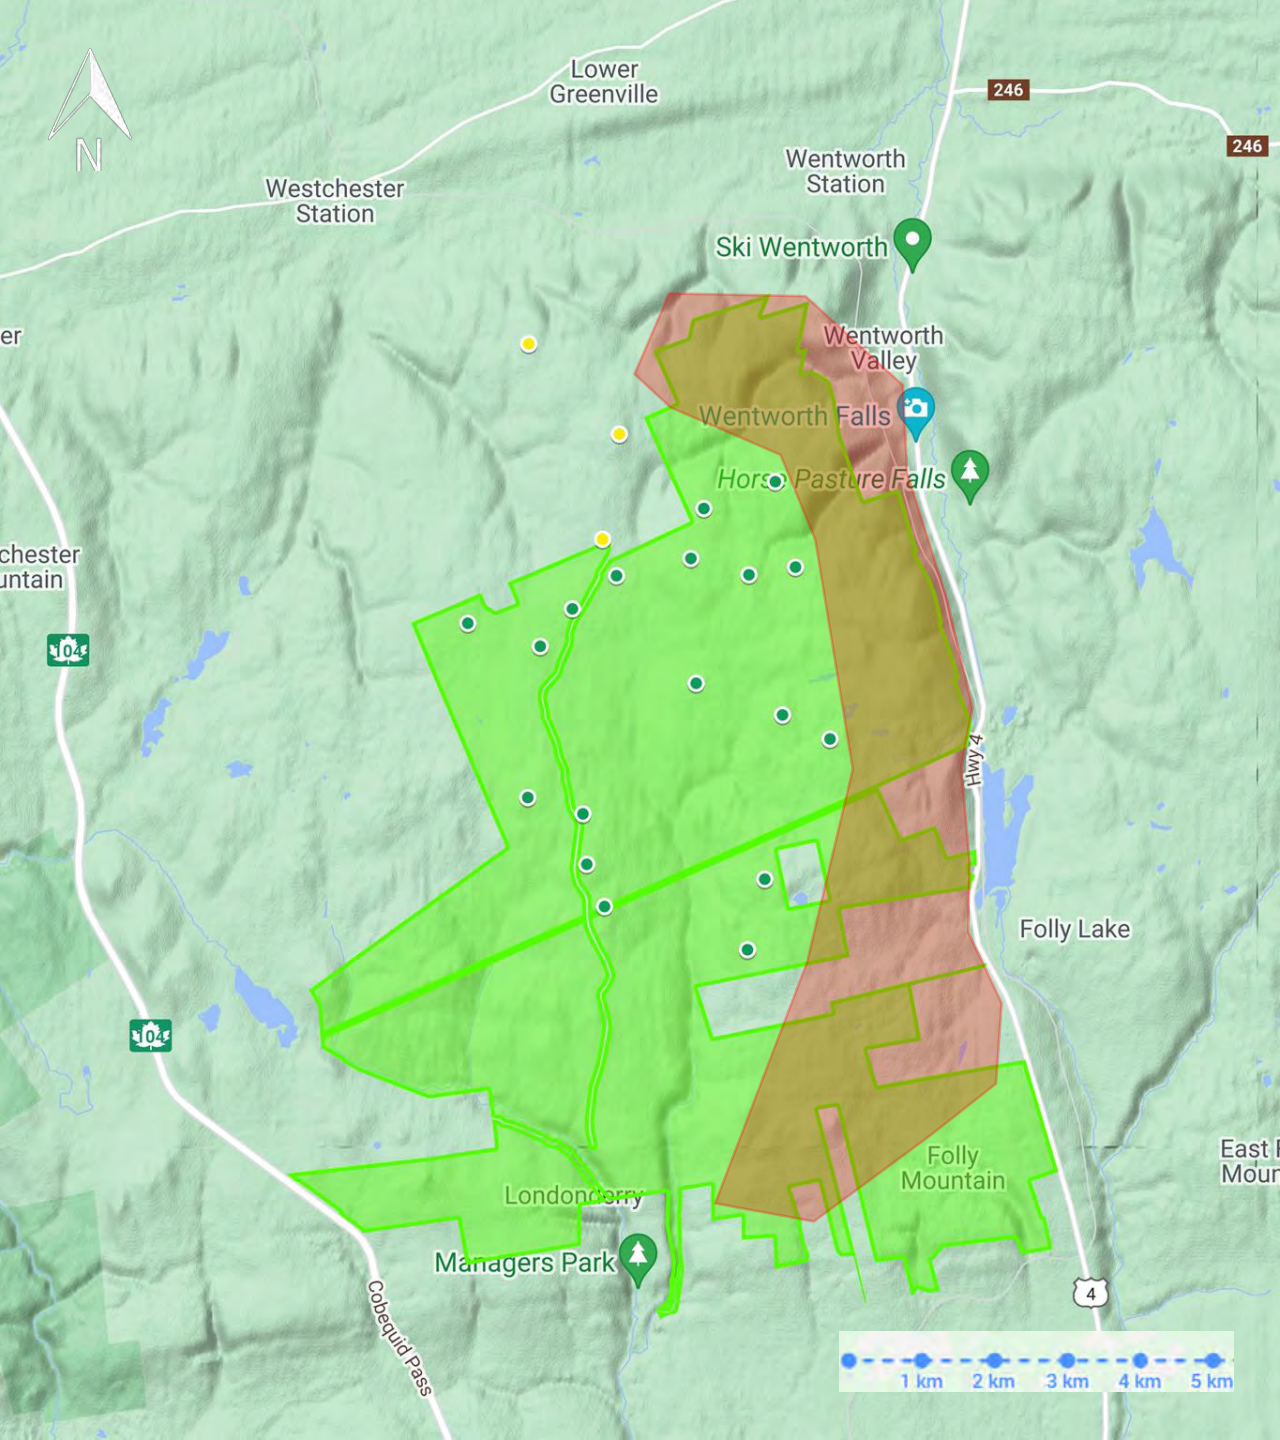 Lower
Greenville
246
246
N
Wentworth
Station
Westchester
Station
Ski Wentworth
er
Wentworth
Valley
Wentworth Falls
Horse Pasture Falls
chester
untain
104
Hwy 4
Folly Lake
104
East F
Moun
Folly
Mountain
Londonderry
Managers Park
4
Cobequid Pass
1 km
2 km
3 km
4 km
5 km